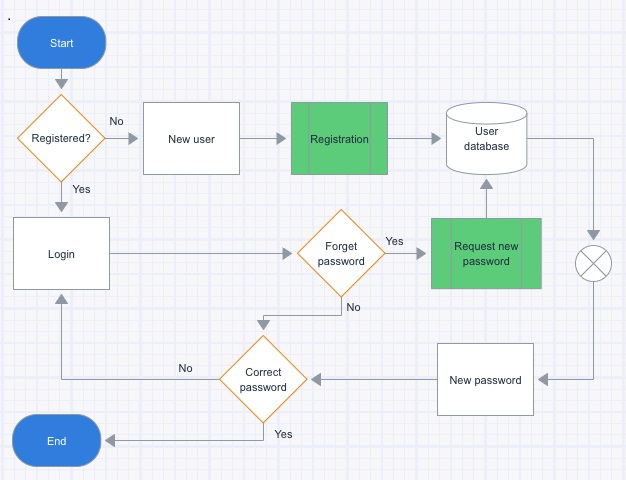 Start
Registered?
No
New user
Registration
User
database
Yes
Login
Forget
password
Yes
Request new
password
No
Correct
password
No
New password
Yes
End